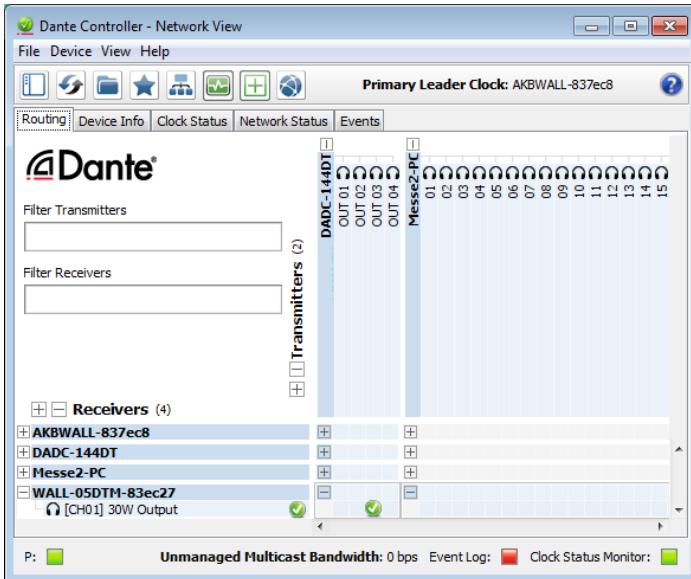 Dante Controller - Network View
File Device View Help
Primary Leader Clock: AKBWALL-837ec8
?
Routing Device Info Clock Status Network Status Events
Dante®
Filter Transmitters
Filter Receivers
Transmitters (2)
DADC-144DT
OUT 01
OUT 02
OUT 03
OUT 04
Messe2-PC
01
02
03
04
05
06
07
08
09
10
11
12
13
14
15
Receivers (4)
AKBWALL-837ec8
DADC-144DT
Messe2-PC
WALL-05DTM-83ec27
[CH01] 30W Output
P: Unmanaged Multicast Bandwidth: 0 bps Event Log: Clock Status Monitor: